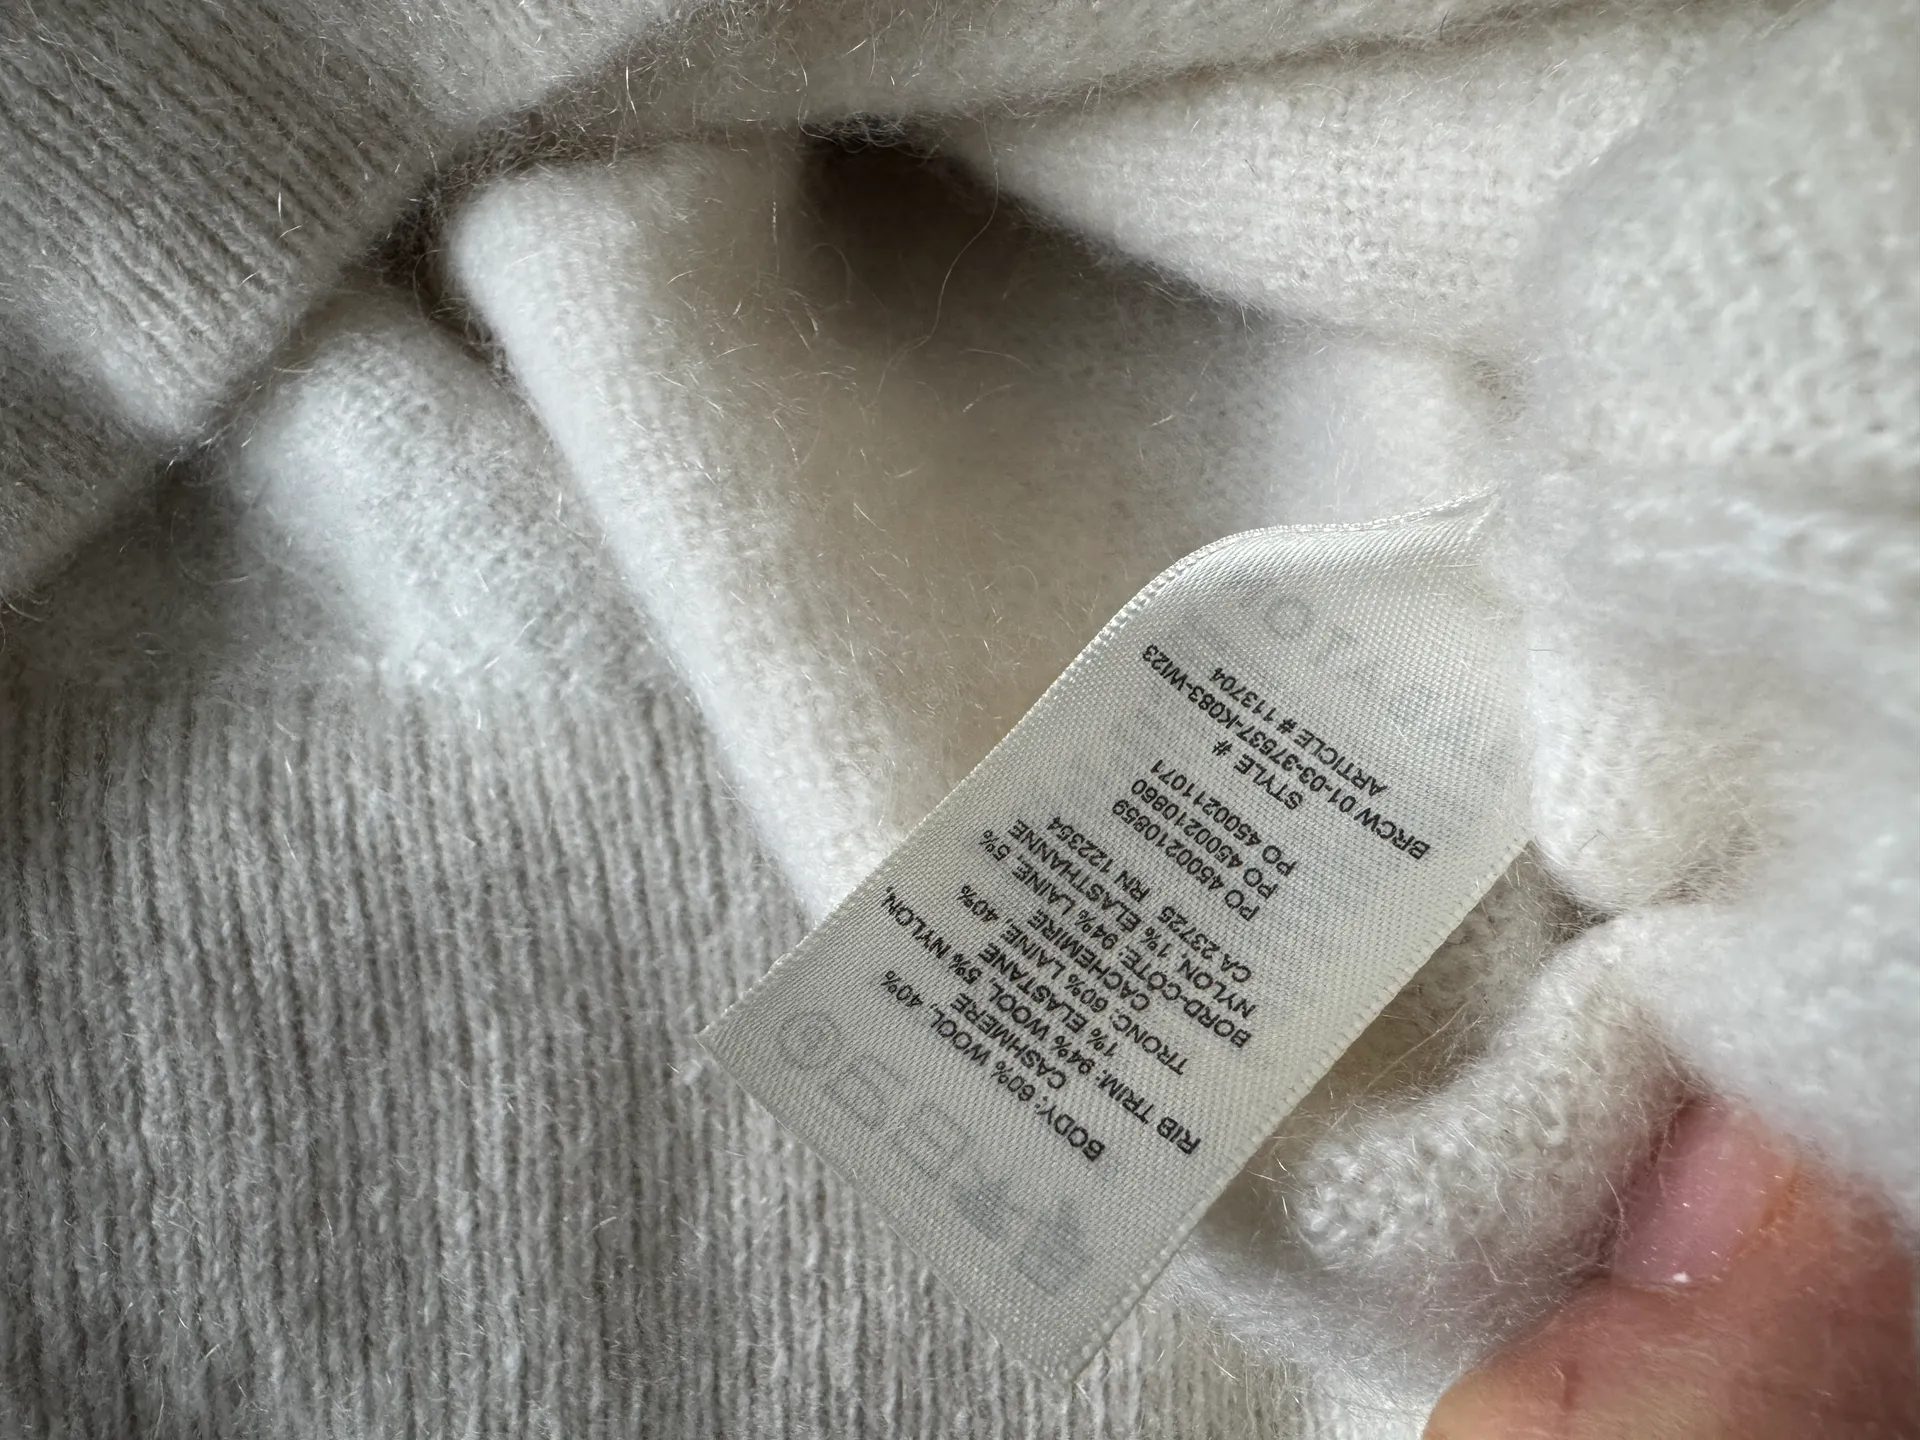 BODY: 60% WOOL, 40%
CASHMERE
RIB TRIM: 94% WOOL, 5% NYLON,
1% ELASTANE
TRONC: 60% LAINE, 40%
CACHEMIRE
BORD-COTE: 94% LAINE, 5%
NYLON, 1% ELASTHANNE
CA 23725 RN 122354
PO 4500210859
PO 4500210860
PO 4500211071
STYLE #
BRCW 01-03-37537-K083-WI23
ARTICLE # 113704